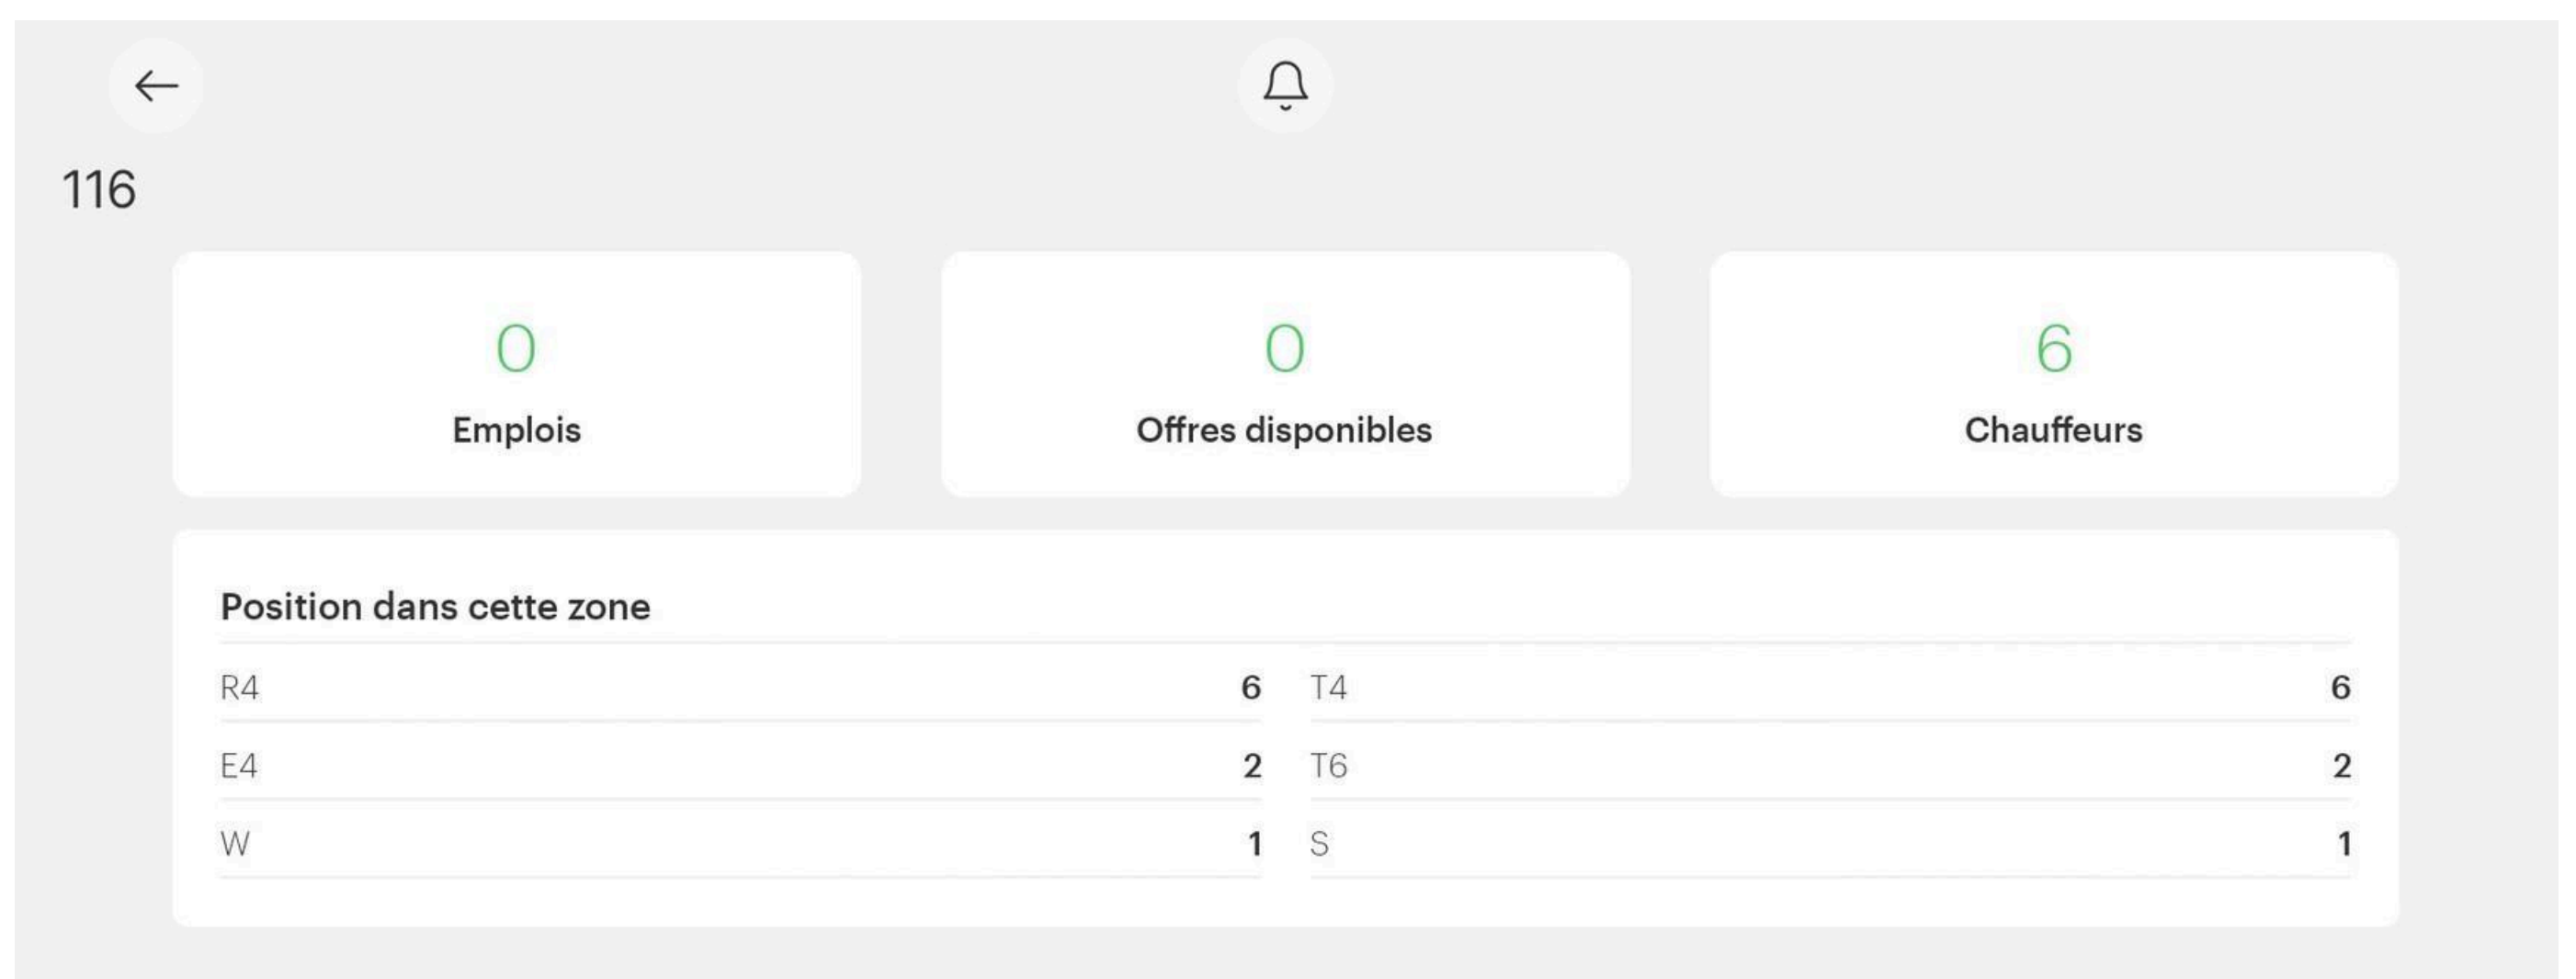 116
0
Emplois
0
Offres disponibles
6
Chauffeurs
Position dans cette zone
R4 6 T4 6
E4 2 T6 2
W 1 S 1